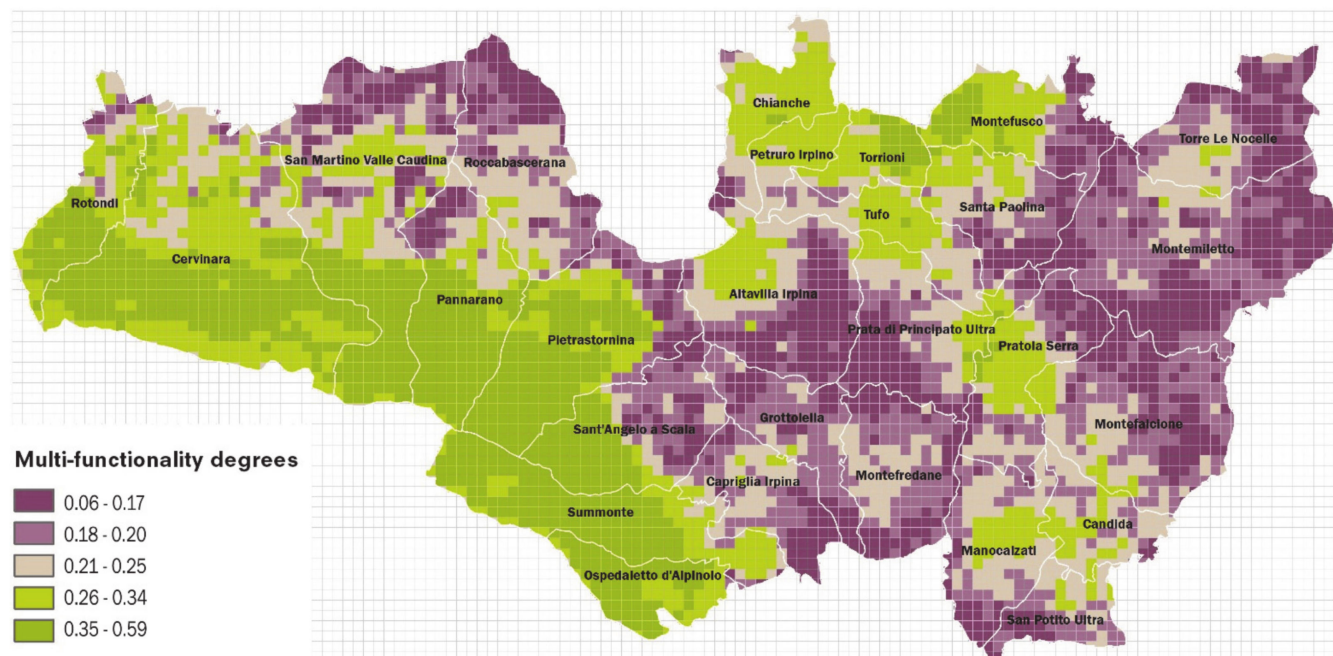 Chianche
Montefusco
Torre Le Nocelle
San Martino Valle Caudina
Roccabascerana
Petruro Irpino
Torrioni
Rotondi
Santa Paolina
Tufo
Montemiletto
Cervinara
Pannarano
Altavilla Irpina
Pietrastornina
Prata di Principato Ultra
Pratola Serra
Grottolella
Sant'Angelo a Scala
Montefalcione
Capriglia Irpina
Montefredane
Summonte
Candida
Manocalzati
Ospedaletto d'Alpinolo
San Potito Ultra
Multi-functionality degrees
0.06 - 0.17
0.18 - 0.20
0.21 - 0.25
0.26 - 0.34
0.35 - 0.59